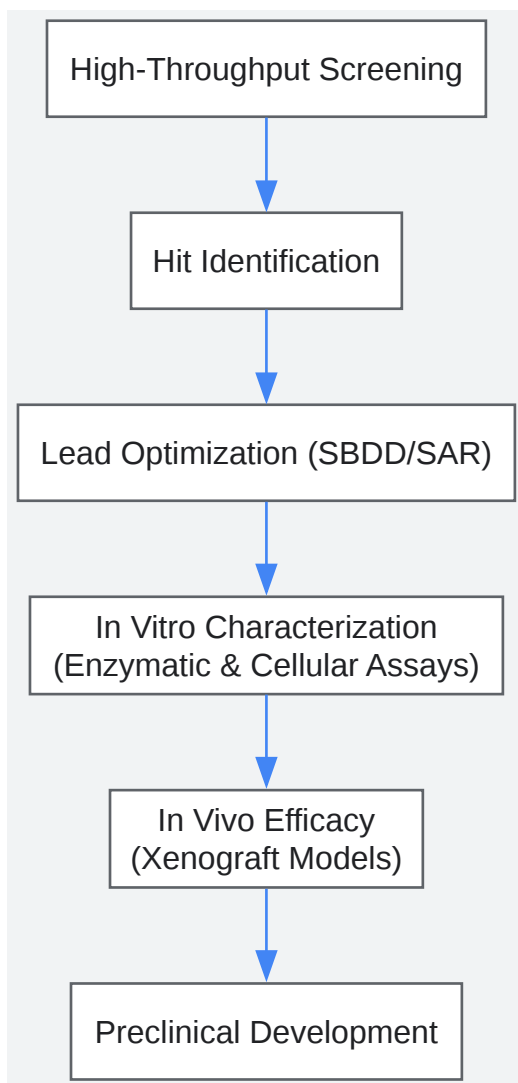 High-Throughput Screening
Hit Identification
Lead Optimization (SBDD/SAR)
In Vitro Characterization
(Enzymatic & Cellular Assays)
In Vivo Efficacy
(Xenograft Models)
Preclinical Development